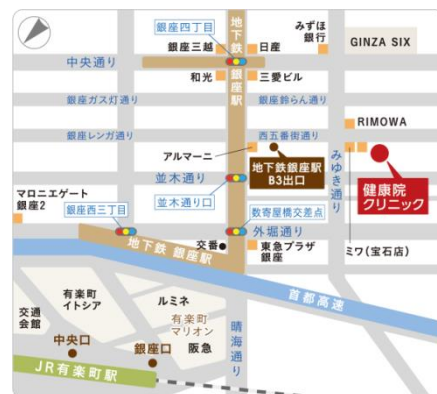 銀座四丁目
地下鉄 銀座駅
みずほ
銀行
銀座三越
日産
GINZA SIX
中央通り
和光
三愛ビル
銀座ガス灯通り
銀座鈴らん通り
RIMOWA
銀座レンガ通り
西五番街通り
アルマーニ
地下鉄銀座駅
B3出口
みゆき通り
健康院
クリニック
並木通り
並木通り口
マロニエゲート
銀座2
銀座西三丁目
数寄屋橋交差点
外堀通り
ミワ(宝石店)
地下鉄 銀座駅
交番
東急プラザ
銀座
首都高速
有楽町
イトシア
ルミネ
交通
会館
有楽町
マリオン
阪急
晴海通り
中央口
銀座口
JR有楽町駅